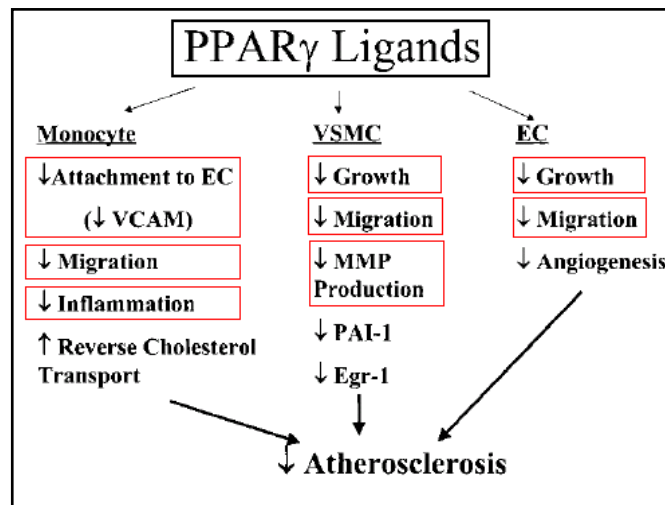 PPARγ Ligands
Monocyte
↓Attachment to EC
(↓ VCAM)
↓ Migration
↓ Inflammation
↑ Reverse Cholesterol
Transport
VSMC
↓ Growth
↓ Migration
↓ MMP
Production
↓ PAI-1
↓ Egr-1
EC
↓ Growth
↓ Migration
↓ Angiogenesis
↓ Atherosclerosis